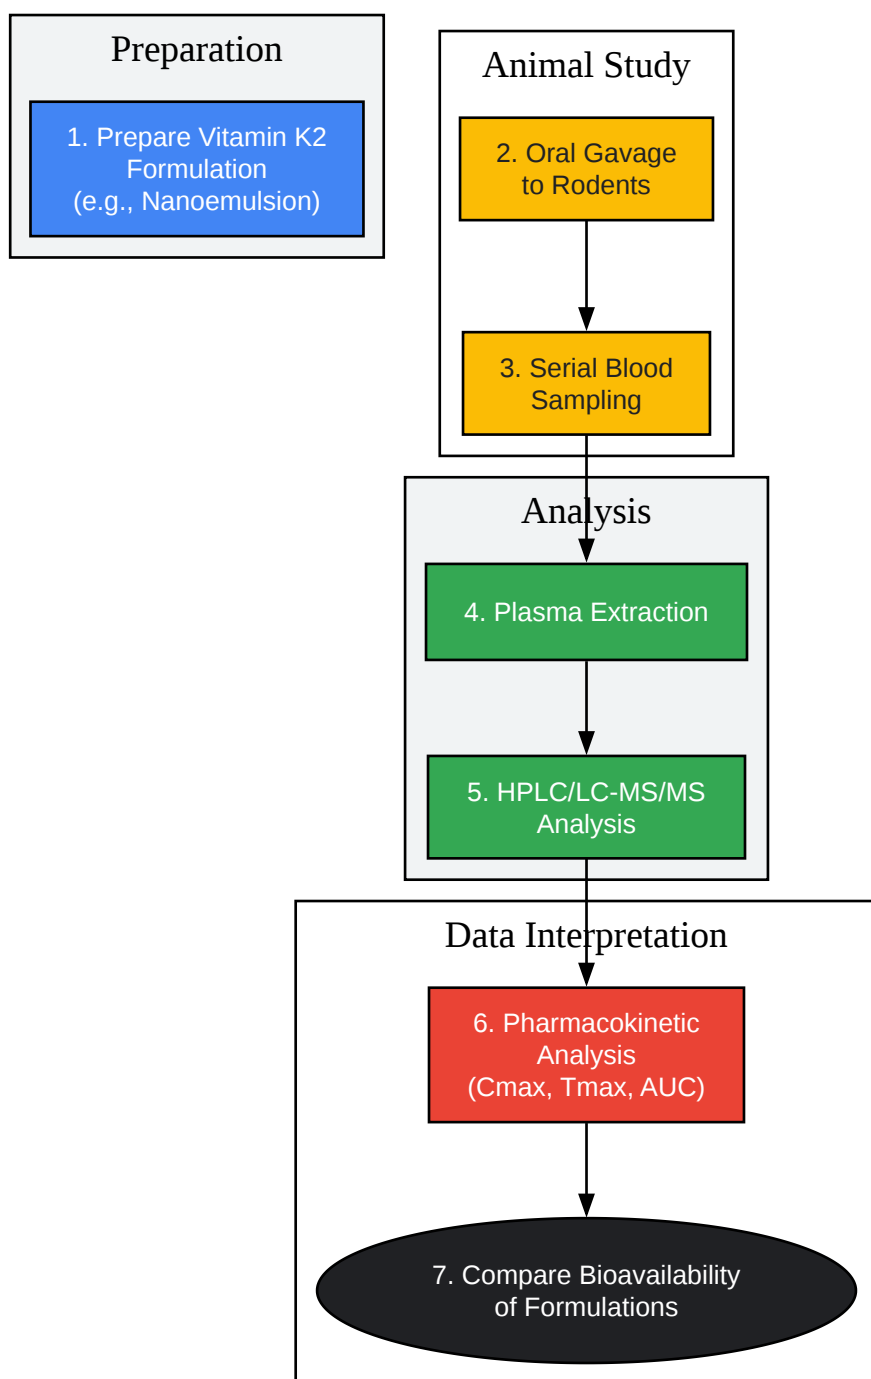 Preparation
1. Prepare Vitamin K2
Formulation
(e.g., Nanoemulsion)
Animal Study
2. Oral Gavage
to Rodents
3. Serial Blood
Sampling
Analysis
4. Plasma Extraction
5. HPLC/LC-MS/MS
Analysis
Data Interpretation
6. Pharmacokinetic
Analysis
(Cmax, Tmax, AUC)
7. Compare Bioavailability
of Formulations